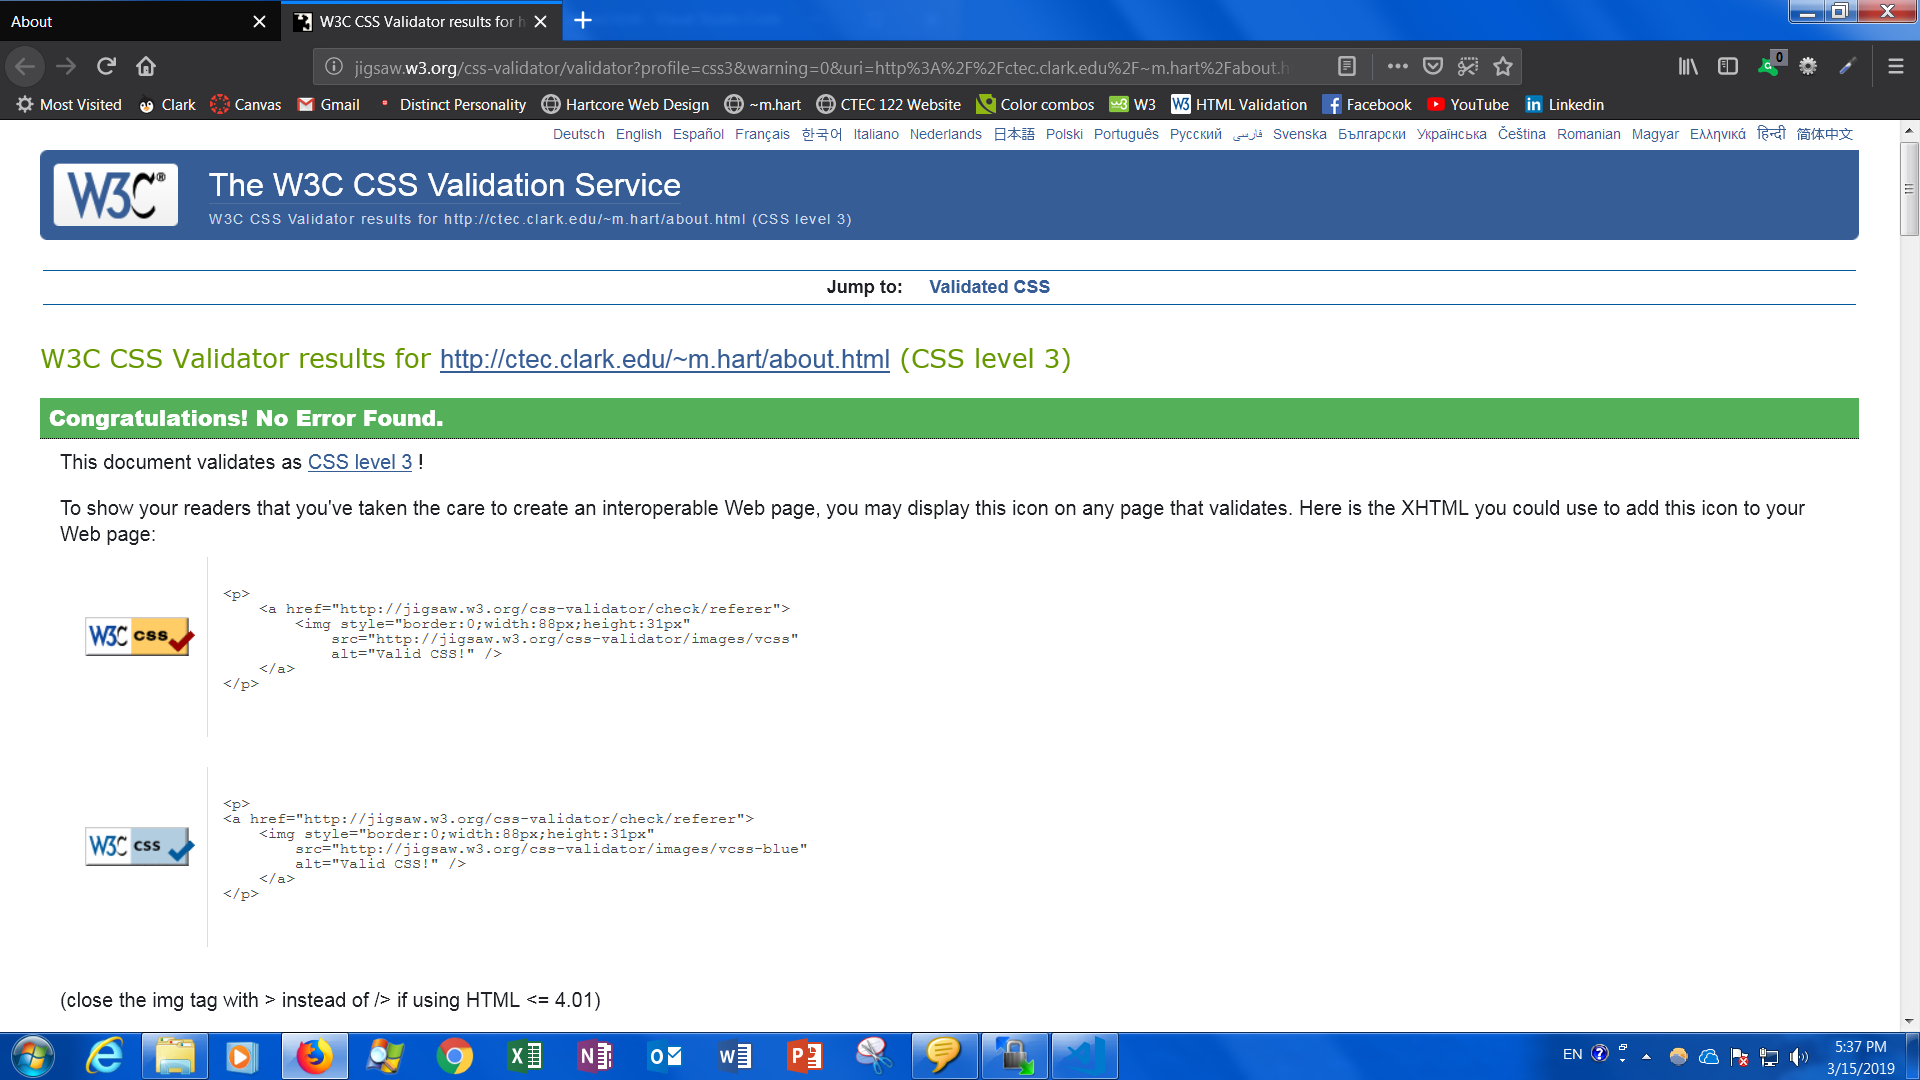 About
W3C CSS Validator results for h
jigsaw.w3.org/css-validator/validator?profile=css3&warning=0&uri=http%3A%2F%2Fctec.clark.edu%2F~m.hart%2Fabout.h
0
Most Visited Clark Canvas Gmail Distinct Personality Hartcore Web Design ~m.hart CTEC 122 Website Color combos W3 HTML Validation Facebook YouTube Linkedin
Deutsch English Español Français 한국어 Italiano Nederlands 日本語 Polski Português Русский فارسی Svenska Български Українська Čeština Romanian Magyar Ελληνικά हिन्दी 简体中文
W3C®
The W3C CSS Validation Service
W3C CSS Validator results for http://ctec.clark.edu/~m.hart/about.html (CSS level 3)
Jump to: Validated CSS
W3C CSS Validator results for http://ctec.clark.edu/~m.hart/about.html (CSS level 3)
Congratulations! No Error Found.
This document validates as CSS level 3 !
To show your readers that you've taken the care to create an interoperable Web page, you may display this icon on any page that validates. Here is the XHTML you could use to add this icon to your
Web page:
W3C css
<p>
<a href="http://jigsaw.w3.org/css-validator/check/referer">
<img style="border:0;width:88px;height:31px"
src="http://jigsaw.w3.org/css-validator/images/vcss"
alt="Valid CSS!" />
</a>
</p>
W3C css
<p>
<a href="http://jigsaw.w3.org/css-validator/check/referer">
<img style="border:0;width:88px;height:31px"
src="http://jigsaw.w3.org/css-validator/images/vcss-blue"
alt="Valid CSS!" />
</a>
</p>
(close the img tag with > instead of /> if using HTML <= 4.01)
EN
5:37 PM
3/15/2019